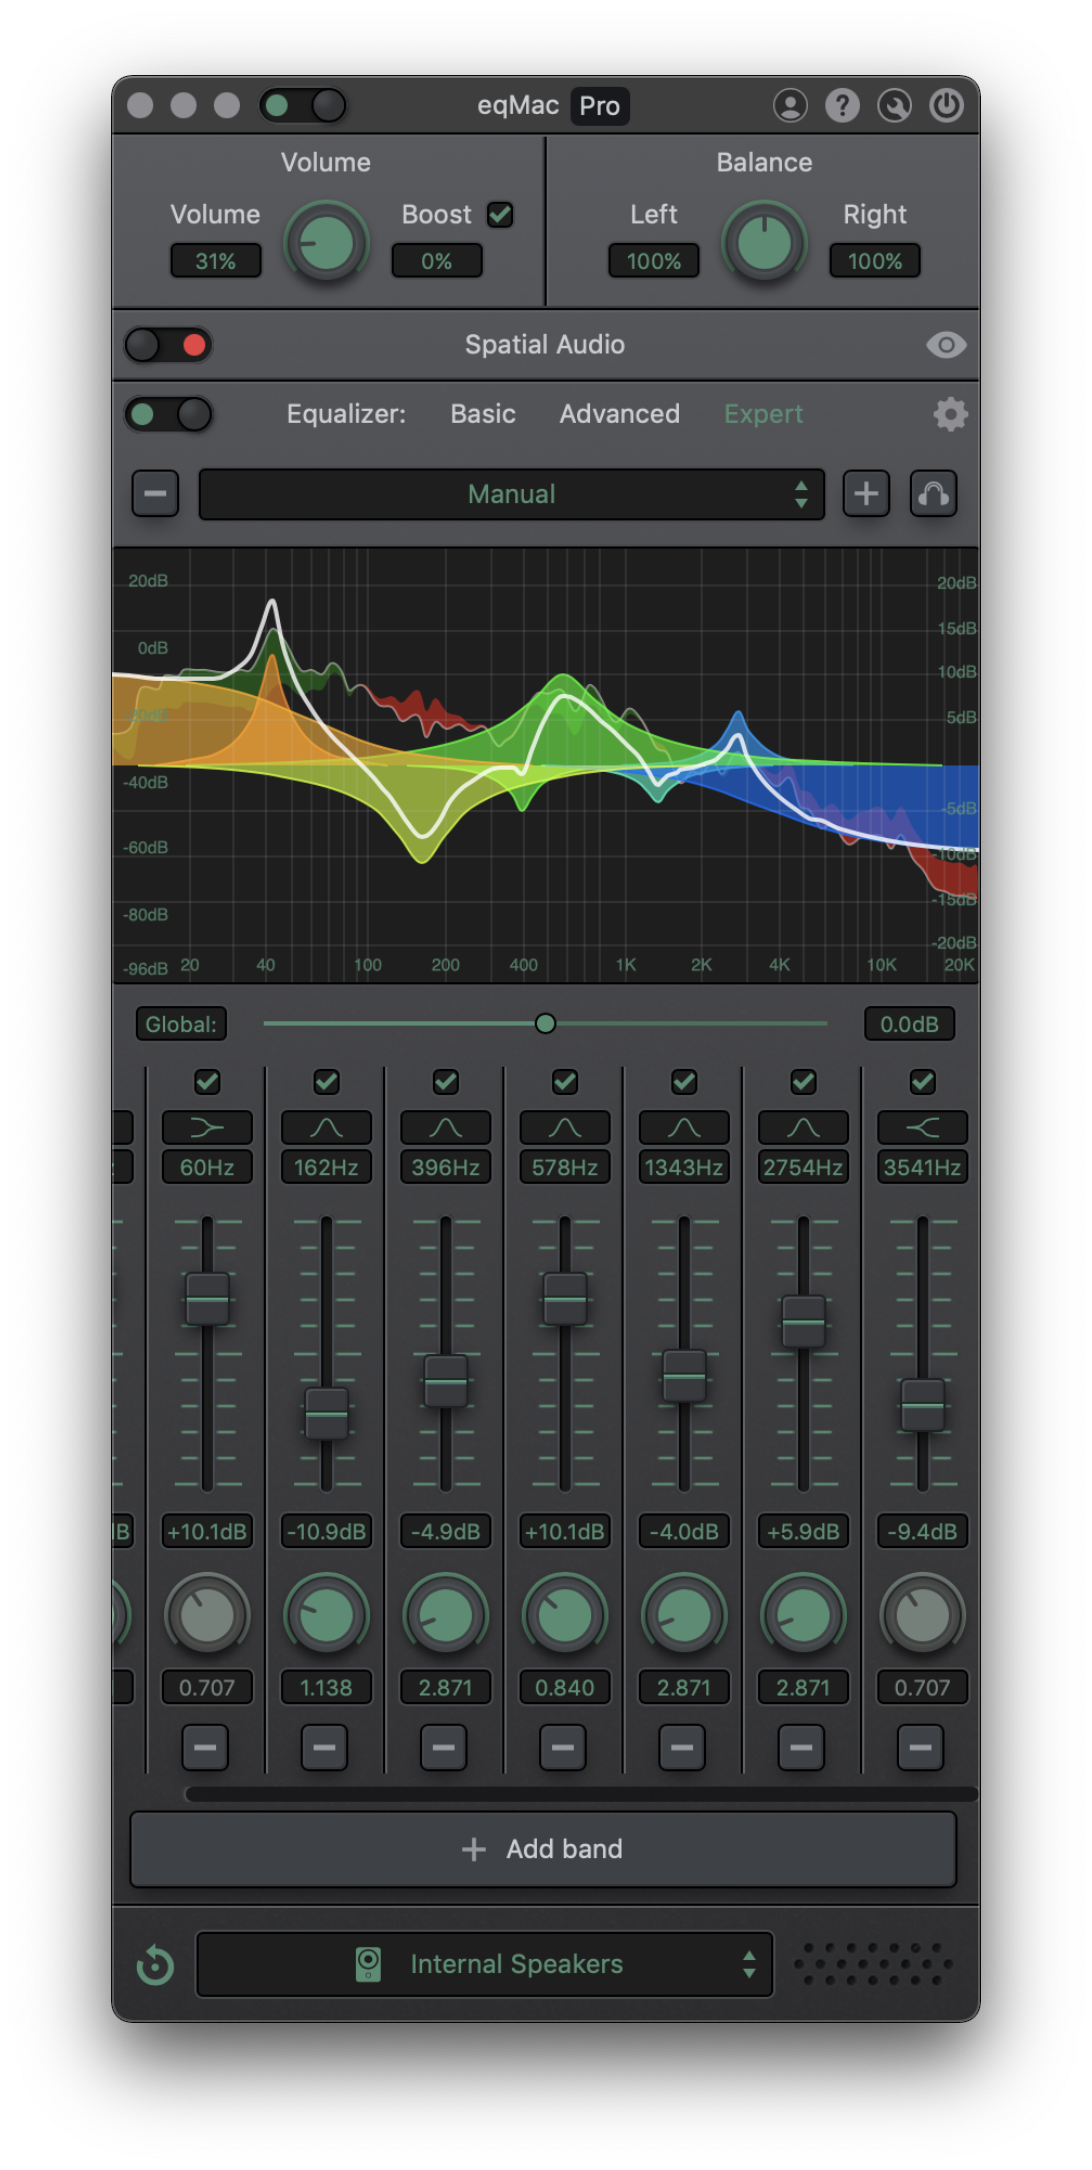 eqMac Pro
Volume
Balance
Volume
Boost
Left
Right
31%
0%
100%
100%
Spatial Audio
Equalizer:
Basic
Advanced
Expert
Manual
20dB
20dB
15dB
0dB
10dB
-20dB
5dB
-40dB
-5dB
-60dB
-10dB
-15dB
-80dB
-20dB
-96dB 20 40 100 200 400 1K 2K 4K 10K 20K
Global:
0.0dB
60Hz 162Hz 396Hz 578Hz 1343Hz 2754Hz 3541Hz
+10.1dB -10.9dB -4.9dB +10.1dB -4.0dB +5.9dB -9.4dB
0.707 1.138 2.871 0.840 2.871 2.871 0.707
+ Add band
Internal Speakers